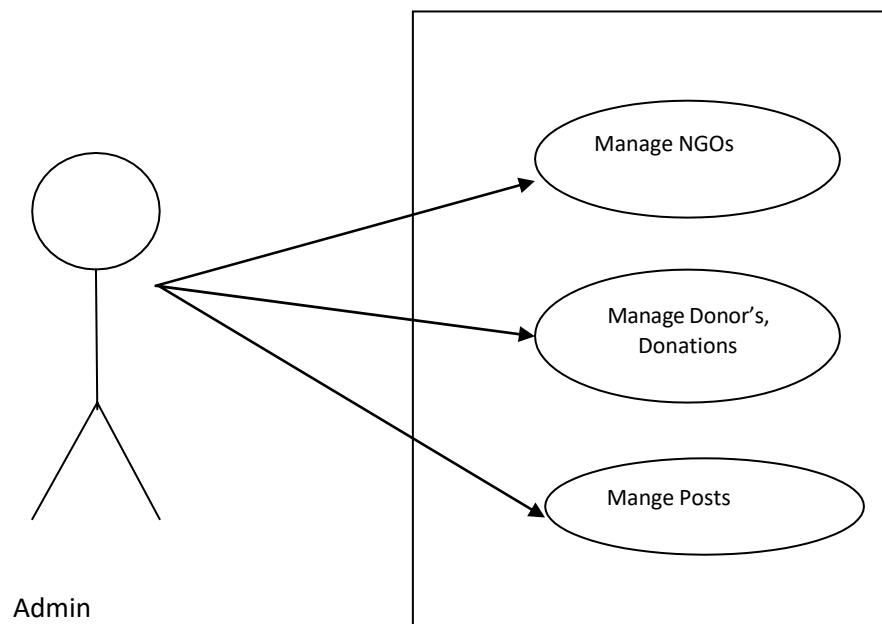 Manage NGOs
Manage Donor’s,
Donations
Mange Posts
Admin